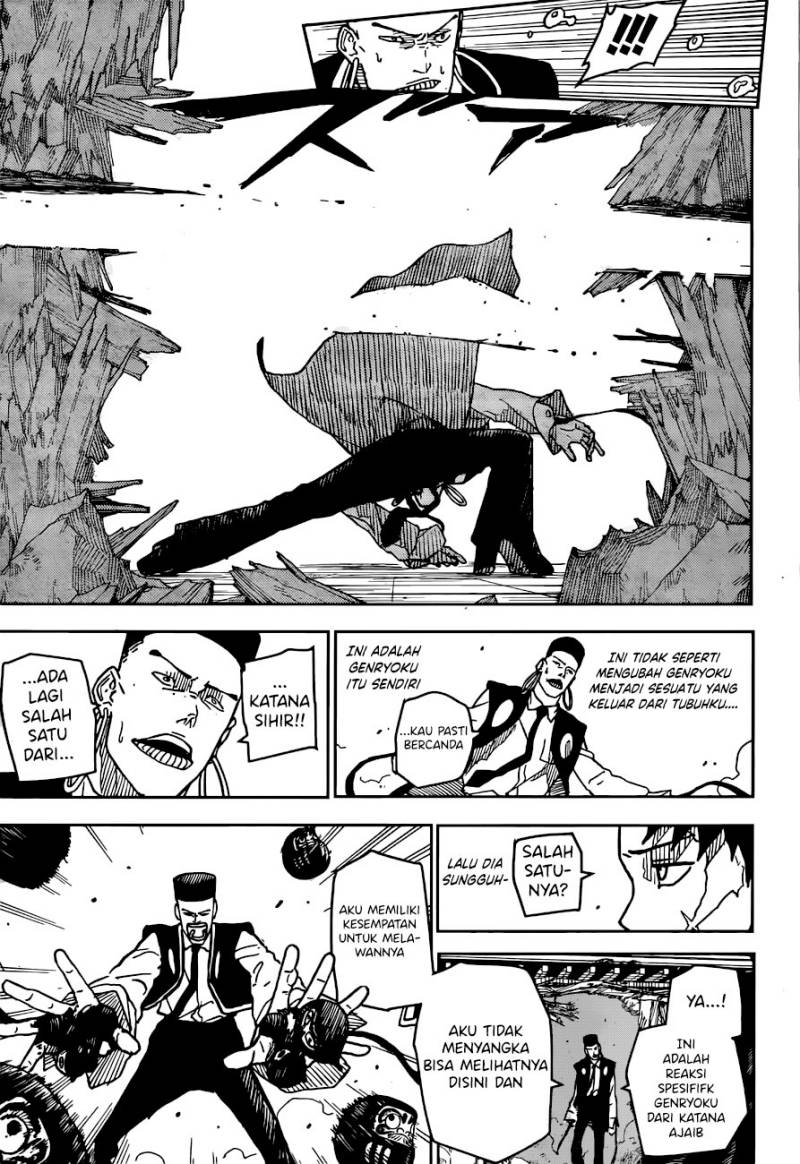 !!!
INI ADALAH
GENRYOKU
ITU SENDIRI
INI TIDAK SEPERTI
MENGUBAH GENRYOKU
MENJADI SESUATU YANG
KELUAR DARI TUBUHKU....
...KAU PASTI
BERCANDA
...
KATANA
SIHIR!!
...ADA
LAGI
SALAH
SATU
DARI...
SALAH
SATU-
NYA?
LALU DIA
SUNGGUH-
YA...!
INI
ADALAH
REAKSI
SPESIFIFK
GENRYOKU
DARI KATANA
AJAIB
AKU TIDAK
MENYANGKA
BISA MELIHATNYA
DISINI DAN
AKU MEMILIKI
KESEMPATAN
UNTUK MELA-
WANNYA